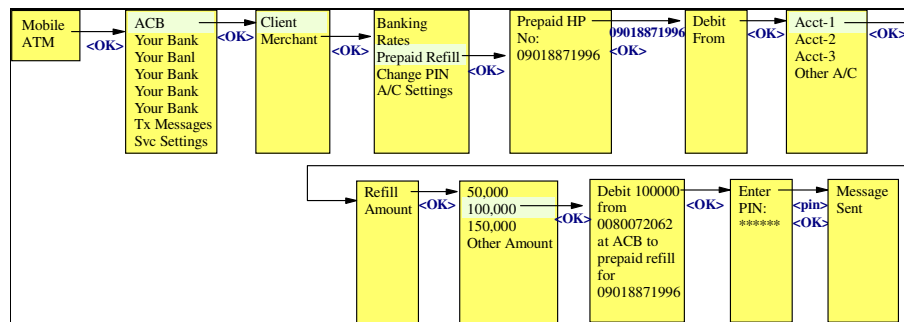 Mobile
ATM
<OK>
ACB
Your Bank
Your Banl
Your Bank
Your Bank
Your Bank
Tx Messages
Svc Settings
<OK>
Client
Merchant
<OK>
Banking
Rates
Prepaid Refill
Change PIN
A/C Settings
<OK>
Prepaid HP
No:
09018871996
09018871996
<OK>
Debit
From
<OK>
Acct-1
Acct-2
Acct-3
Other A/C
<OK>
Refill
Amount
<OK>
50,000
100,000
150,000
Other Amount
<OK>
Debit 100000
from
0080072062
at ACB to
prepaid refill
for
09018871996
<OK>
Enter
PIN:
******
<pin>
<OK>
Message
Sent